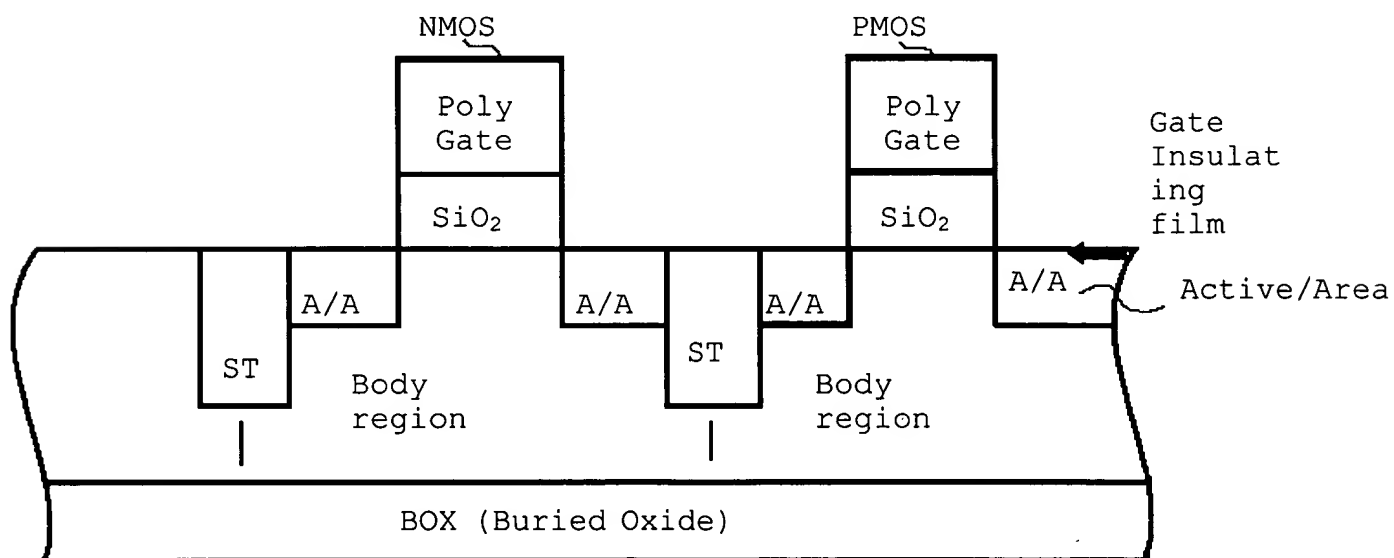 NMOS
PMOS
Poly
Gate
Poly
Gate
Gate
Insulat
ing
film
SiO₂
SiO₂
A/A
A/A
A/A
A/A
Active/Area
ST
ST
Body
region
Body
region
I
I
BOX (Buried Oxide)